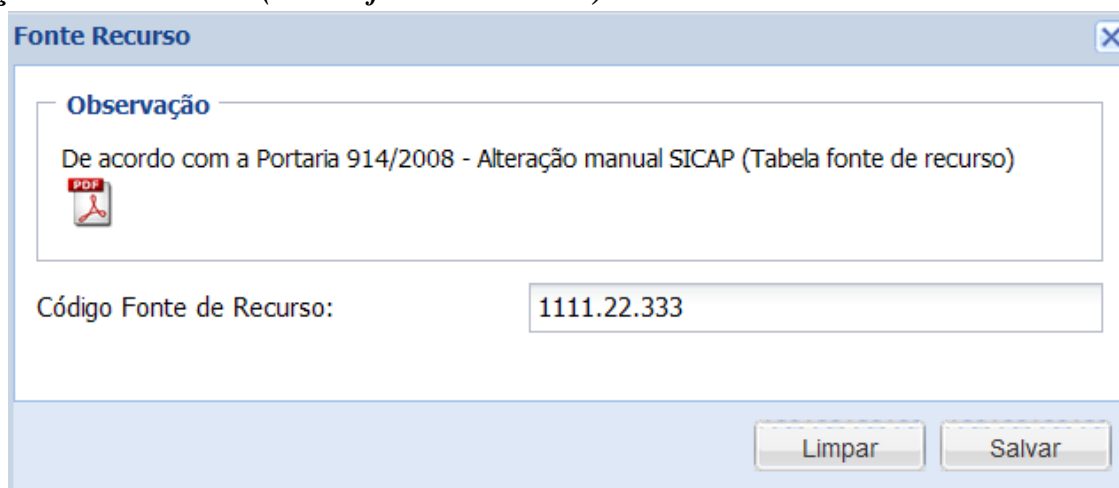 Fonte Recurso
Observação
De acordo com a Portaria 914/2008 - Alteração manual SICAP (Tabela fonte de recurso)
PDF
Código Fonte de Recurso:
1111.22.333
Limpar
Salvar